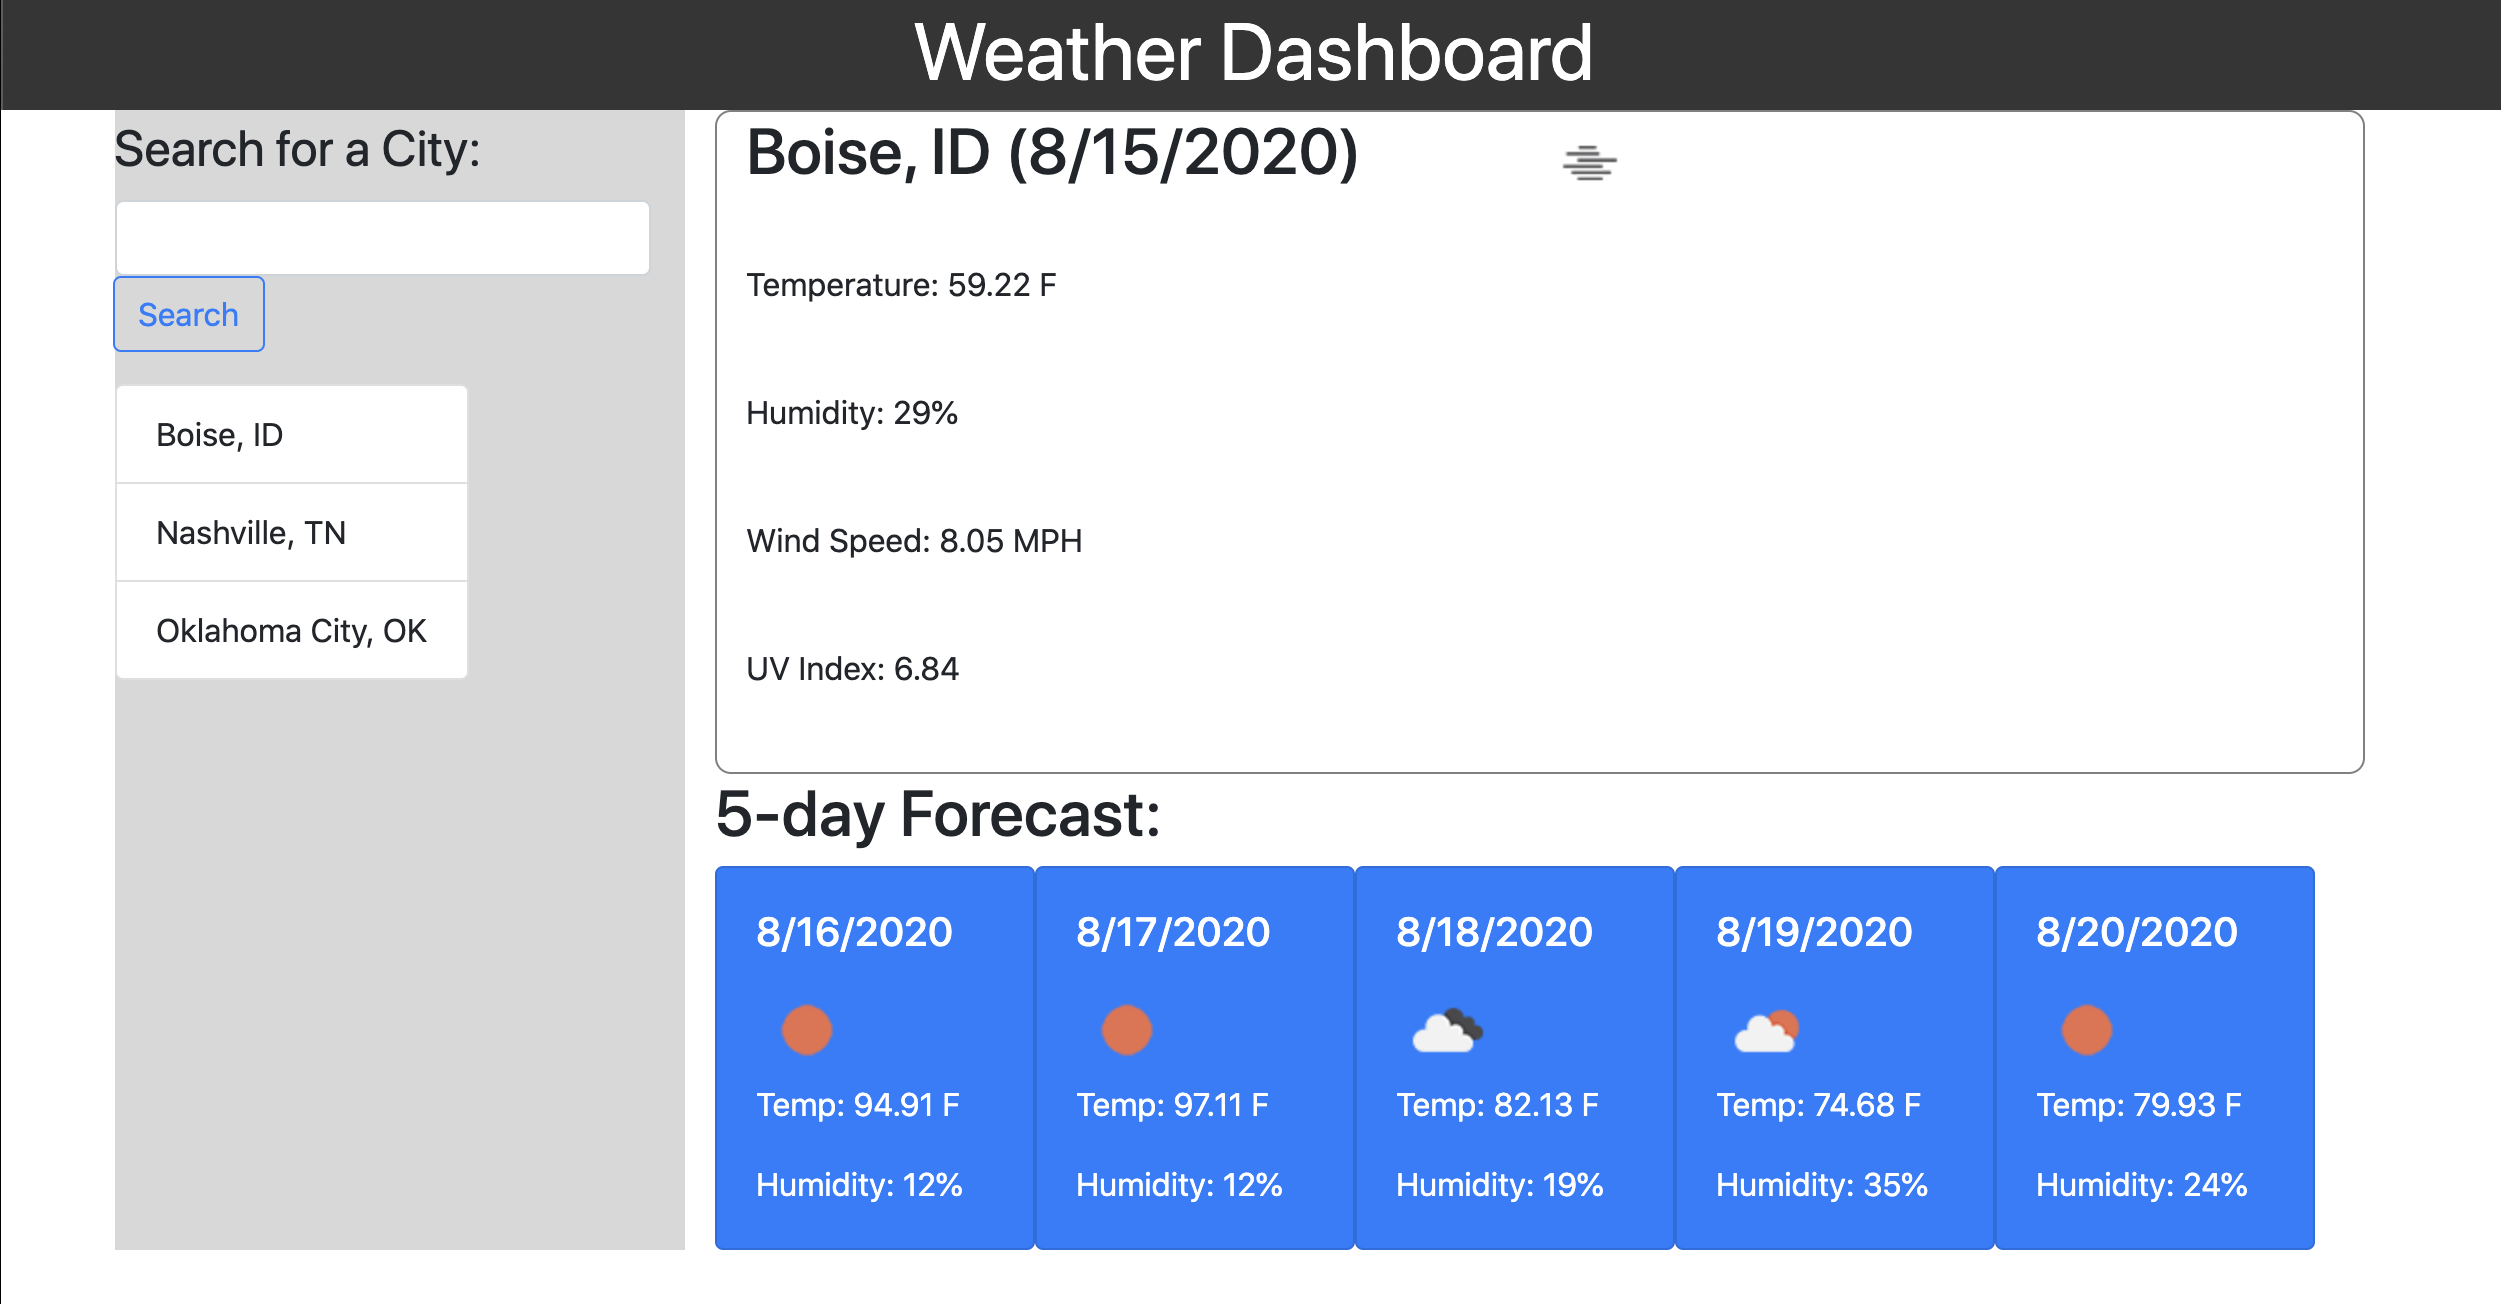 Weather Dashboard
Search for a City:
Search
Boise, ID
Nashville, TN
Oklahoma City, OK
Boise, ID (8/15/2020)
Temperature: 59.22 F
Humidity: 29%
Wind Speed: 8.05 MPH
UV Index: 6.84
5-day Forecast:
8/16/2020
Temp: 94.91 F
Humidity: 12%
8/17/2020
Temp: 97.11 F
Humidity: 12%
8/18/2020
Temp: 82.13 F
Humidity: 19%
8/19/2020
Temp: 74.68 F
Humidity: 35%
8/20/2020
Temp: 79.93 F
Humidity: 24%